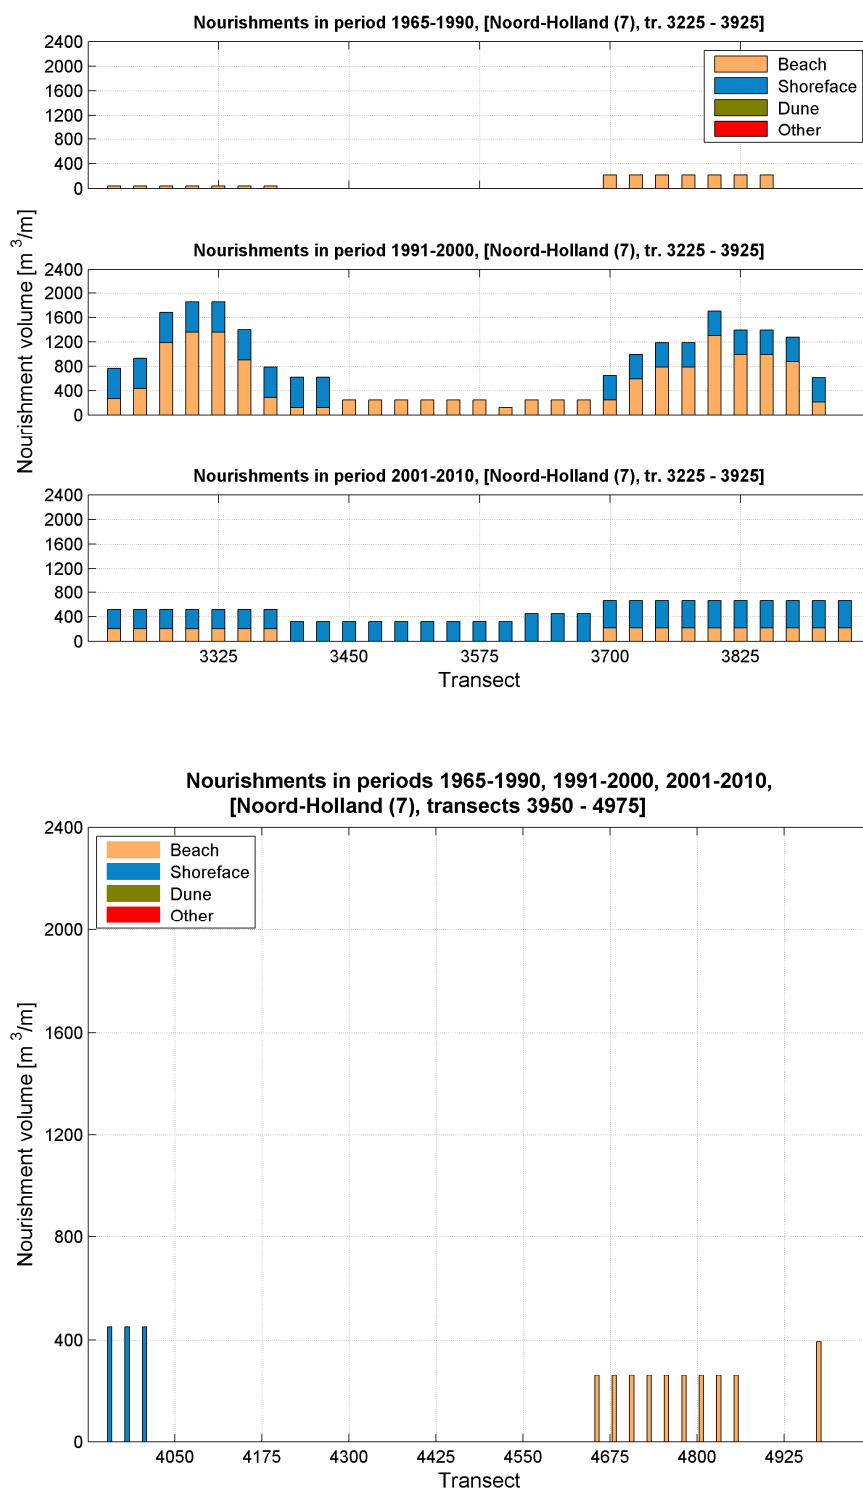 Nourishments in period 1965-1990, [Noord-Holland (7), tr. 3225 - 3925]
2400
2000
1600
1200
800
400
0
Beach
Shoreface
Dune
Other
Nourishment volume [m ³/m]
Nourishments in period 1991-2000, [Noord-Holland (7), tr. 3225 - 3925]
2400
2000
1600
1200
800
400
0
Nourishments in period 2001-2010, [Noord-Holland (7), tr. 3225 - 3925]
2400
2000
1600
1200
800
400
0
3325 3450 3575 3700 3825
Transect
Nourishments in periods 1965-1990, 1991-2000, 2001-2010,
[Noord-Holland (7), transects 3950 - 4975]
2400
2000
1600
1200
800
400
0
Beach
Shoreface
Dune
Other
Nourishment volume [m ³/m]
4050 4175 4300 4425 4550 4675 4800 4925
Transect